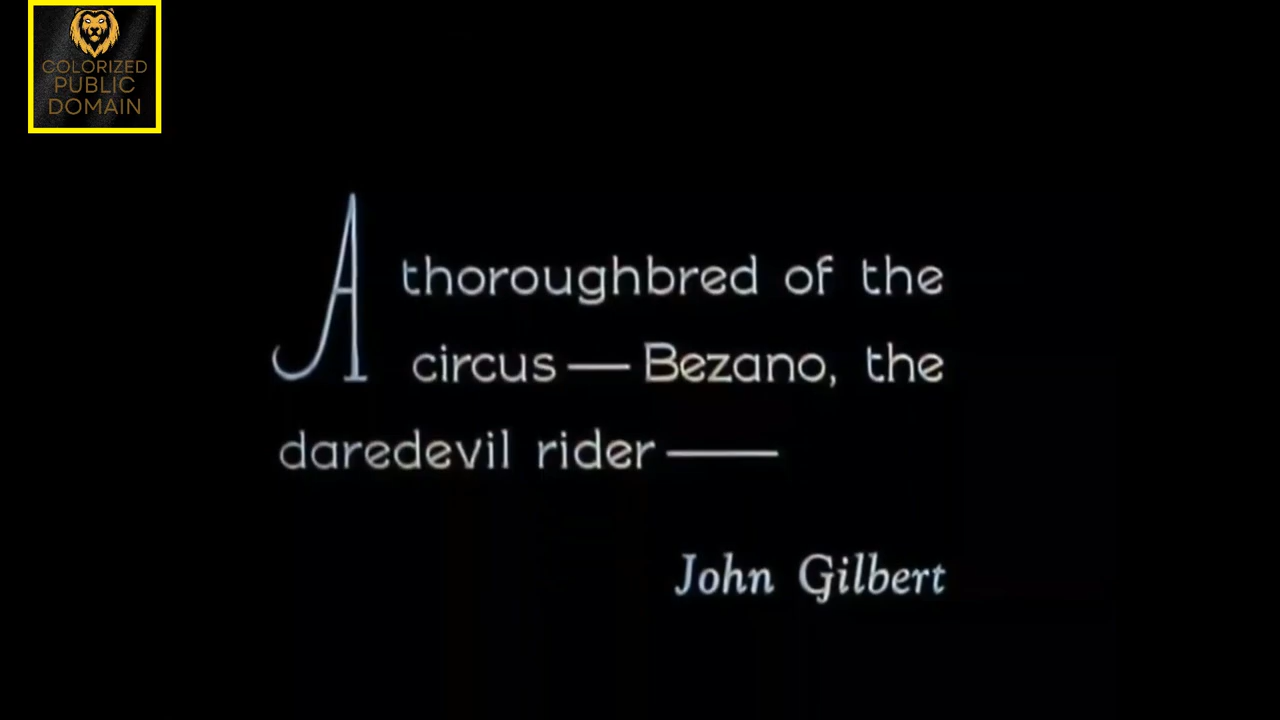 COLORIZED
PUBLIC
DOMAIN
A thoroughbred of the
circus — Bezano, the
daredevil rider ——
John Gilbert